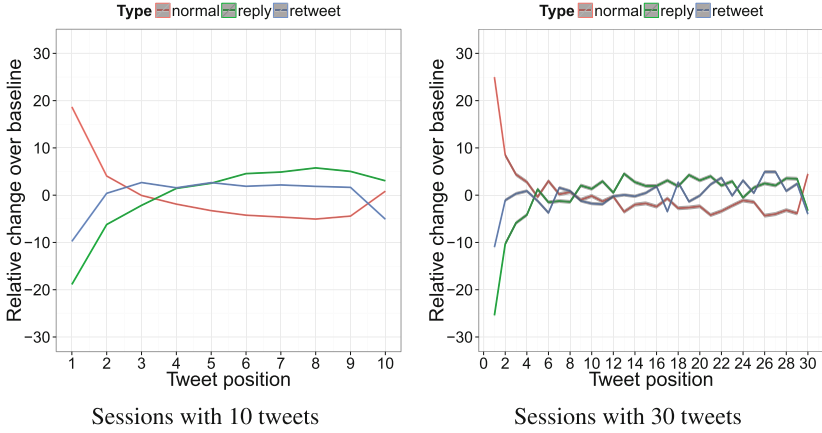 Type normal reply retweet
Relative change over baseline
30
20
10
0
−10
−20
−30
1 2 3 4 5 6 7 8 9 10
Tweet position
Sessions with 10 tweets
Type normal reply retweet
Relative change over baseline
30
20
10
0
−10
−20
−30
0 2 4 6 8 10 12 14 16 18 20 22 24 26 28 30
Tweet position
Sessions with 30 tweets